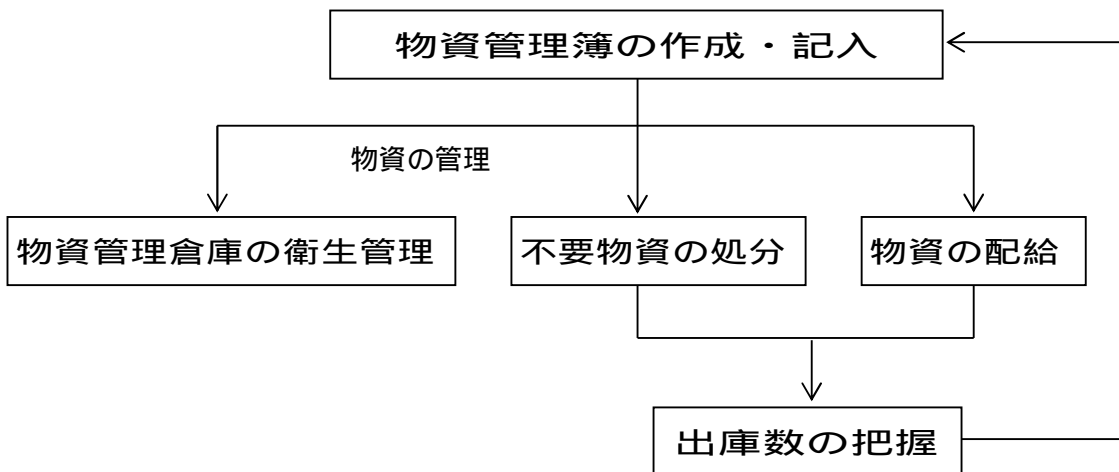 物資管理簿の作成・記入
物資の管理
物資管理倉庫の衛生管理
不要物資の処分
物資の配給
出庫数の把握